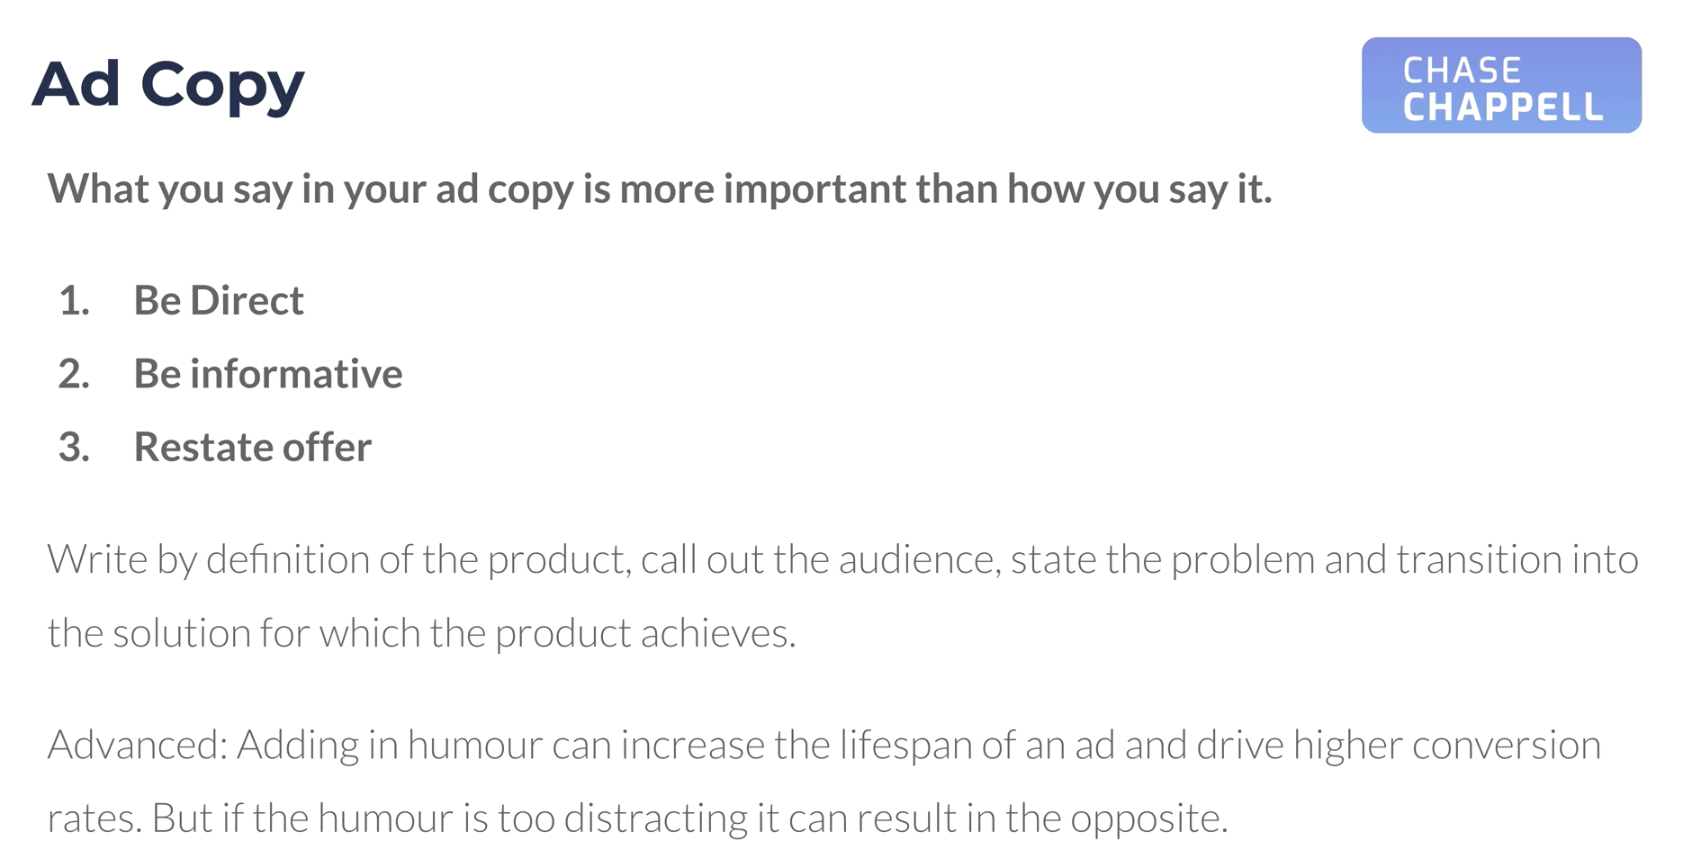 Ad Copy
CHASE
CHAPPELL
What you say in your ad copy is more important than how you say it.
1. Be Direct
2. Be informative
3. Restate offer
Write by definition of the product, call out the audience, state the problem and transition into
the solution for which the product achieves.
Advanced: Adding in humour can increase the lifespan of an ad and drive higher conversion
rates. But if the humour is too distracting it can result in the opposite.